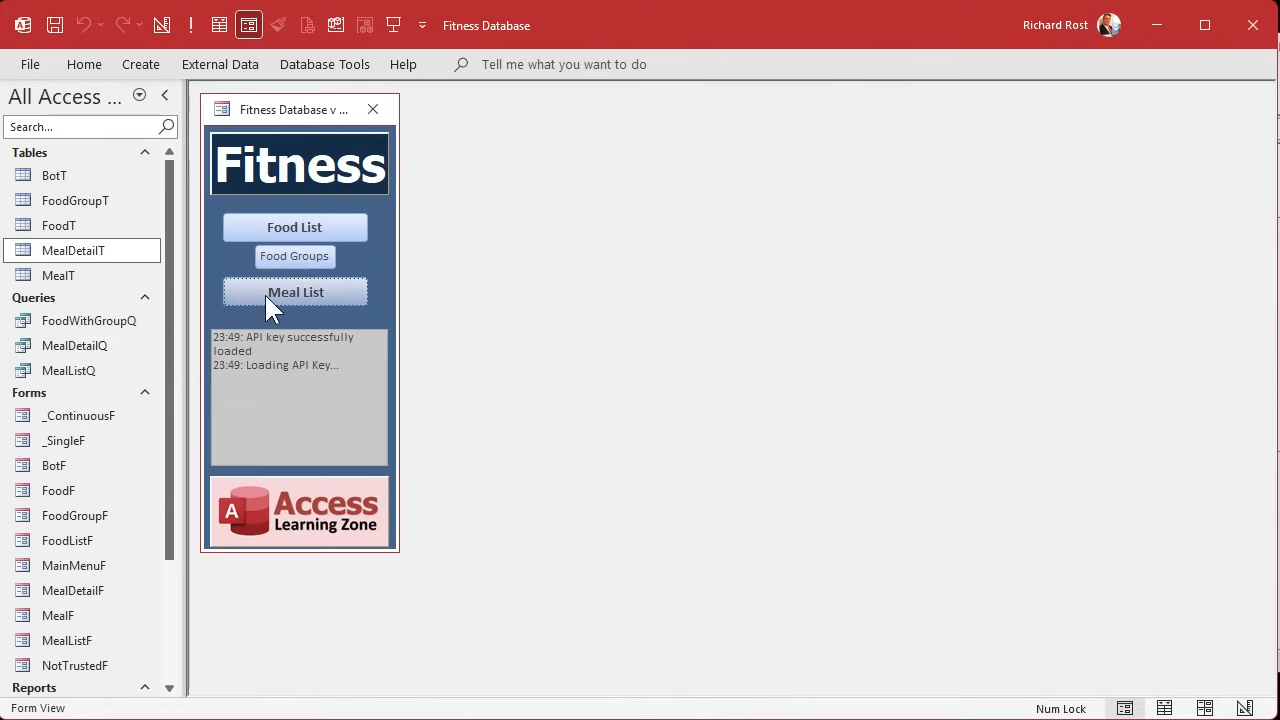 Fitness Database
Richard Rost
File
Home
Create
External Data
Database Tools
Help
Tell me what you want to do
All Access ...
Search...
Tables
BotT
FoodGroupT
FoodT
MealDetailT
MealT
Queries
FoodWithGroupQ
MealDetailQ
MealListQ
Forms
_ContinuousF
_SingleF
BotF
FoodF
FoodGroupF
FoodListF
MainMenuF
MealDetailF
MealF
MealListF
NotTrustedF
Reports
Fitness Database v ...
Fitness
Food List
Food Groups
Meal List
23:49: API key successfully
loaded
23:49: Loading API Key...
A
Access
Learning Zone
Form View
Num Lock